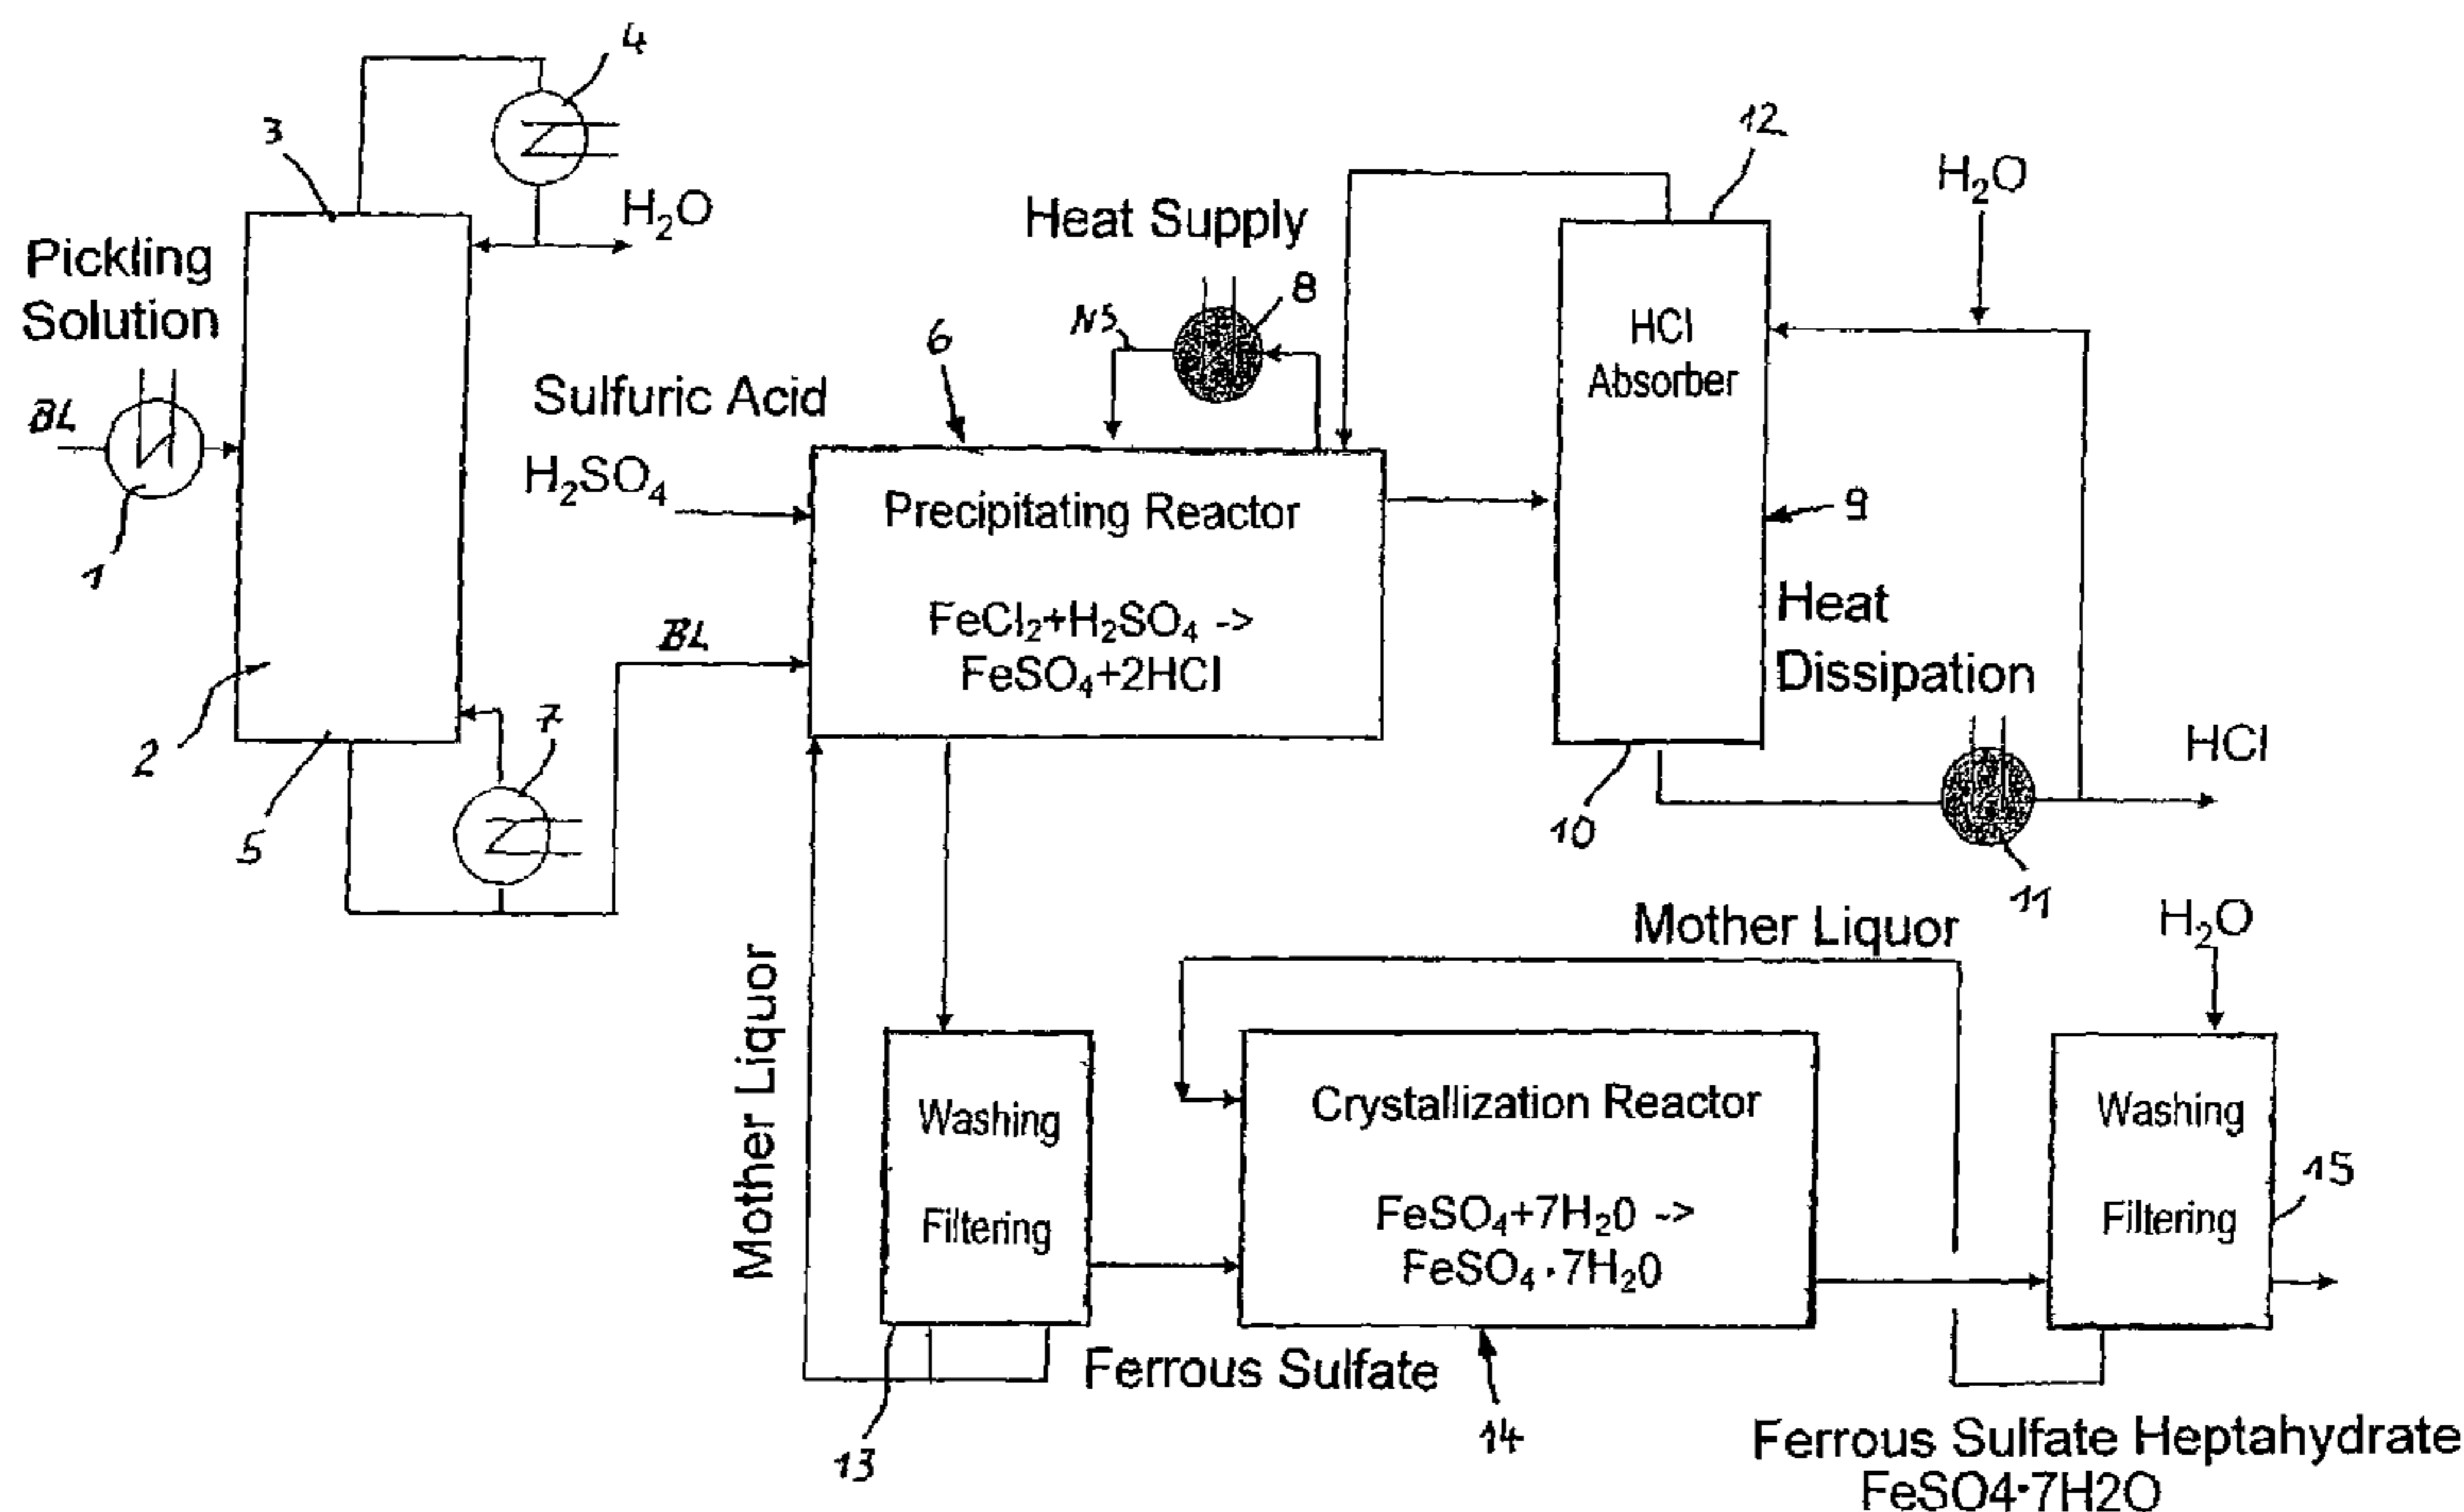 4
3
12
H₂O
H₂O
Heat Supply
Pickling
Solution
8
NS
HCl
Absorber
6
Sulfuric Acid
BL
H₂SO₄
Precipitating Reactor
9
1
FeCl₂+H₂SO₄ ->
FeSO₄+2HCl
Heat
Dissipation
BL
2
7
HCl
5
10
11
H₂O
Mother Liquor
Mother Liquor
Washing
Filtering
Crystallization Reactor
FeSO₄+7H₂0 ->
FeSO₄·7H₂0
Washing
Filtering
15
Ferrous Sulfate
13
14
Ferrous Sulfate Heptahydrate
FeSO4·7H2O